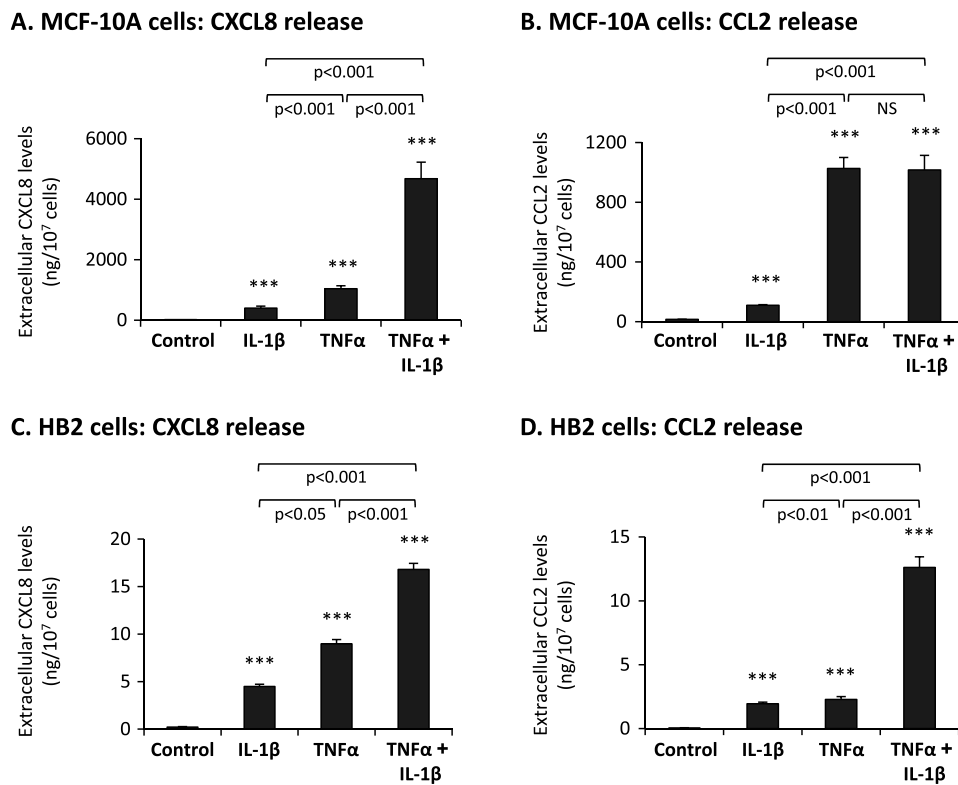 A. MCF-10A cells: CXCL8 release
p<0.001
p<0.001 p<0.001
Extracellular CXCL8 levels
(ng/10⁷ cells)
6000
4000
2000
0
***
***
***
Control IL-1β TNFα TNFα +
IL-1β
B. MCF-10A cells: CCL2 release
p<0.001
p<0.001 NS
Extracellular CCL2 levels
(ng/10⁷ cells)
1200
800
400
0
***
***
***
Control IL-1β TNFα TNFα +
IL-1β
C. HB2 cells: CXCL8 release
p<0.001
p<0.05 p<0.001
Extracellular CXCL8 levels
(ng/10⁷ cells)
20
15
10
5
0
***
***
***
Control IL-1β TNFα TNFα +
IL-1β
D. HB2 cells: CCL2 release
p<0.001
p<0.01 p<0.001
Extracellular CCL2 levels
(ng/10⁷ cells)
15
10
5
0
***
***
***
Control IL-1β TNFα TNFα +
IL-1β